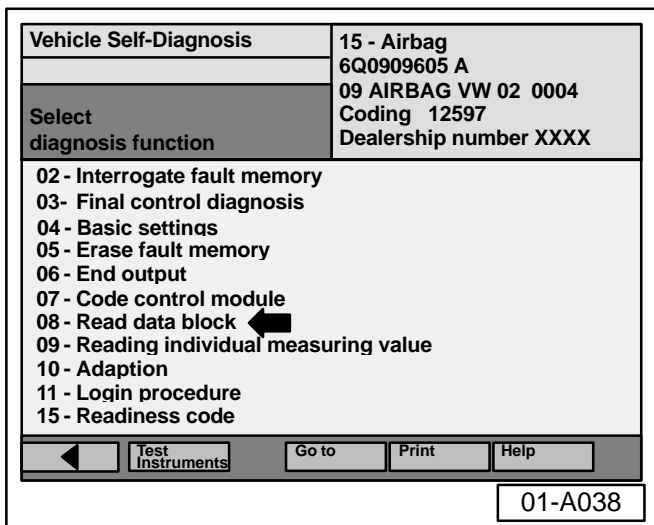 Vehicle Self-Diagnosis
Select
diagnosis function
15 - Airbag
6Q0909605 A
09 AIRBAG VW 02 0004
Coding 12597
Dealership number XXXX
02 - Interrogate fault memory
03- Final control diagnosis
04 - Basic settings
05 - Erase fault memory
06 - End output
07 - Code control module
08 - Read data block
09 - Reading individual measuring value
10 - Adaption
11 - Login procedure
15 - Readiness code
Test
Instruments
Go to
Print
Help
01-A038